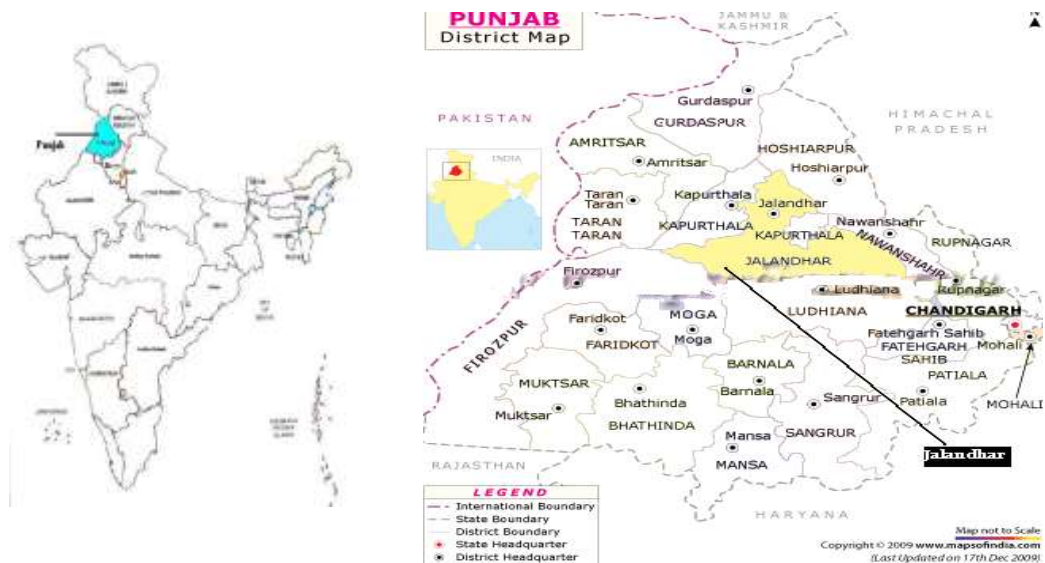 Punjab
PUNJAB
District Map
JAMMU &
KASHMIR
N
PAKISTAN
HIMACHAL
PRADESH
INDIA
Gurdaspur
GURDASPUR
AMRITSAR
Amritsar
HOSHIARPUR
Hoshiarpur
Taran
Taran
TARAN
TARAN
Kapurthala
KAPURTHALA
Jalandhar
KAPURTHALA
JALANDHAR
Nawanshahr
NAWANSHAHR
RUPNAGAR
Rupnagar
Firozpur
FIROZPUR
Ludhiana
LUDHIANA
CHANDIGARH
MOGA
Moga
Faridkot
FARIDKOT
Fatehgarh Sahib
FATEHGARH
SAHIB
Mohali
MOHALI
PATIALA
Patiala
BARNALA
Barnala
MUKTSAR
Muktsar
Bhathinda
BHATHINDA
Sangrur
SANGRUR
Mansa
MANSA
Jalandhar
RAJASTHAN
HARYANA
LEGEND
International Boundary
State Boundary
District Boundary
State Headquarter
District Headquarter
Map not to Scale
Copyright © 2009 www.mapsofindia.com
(Last Updated on 17th Dec 2009)